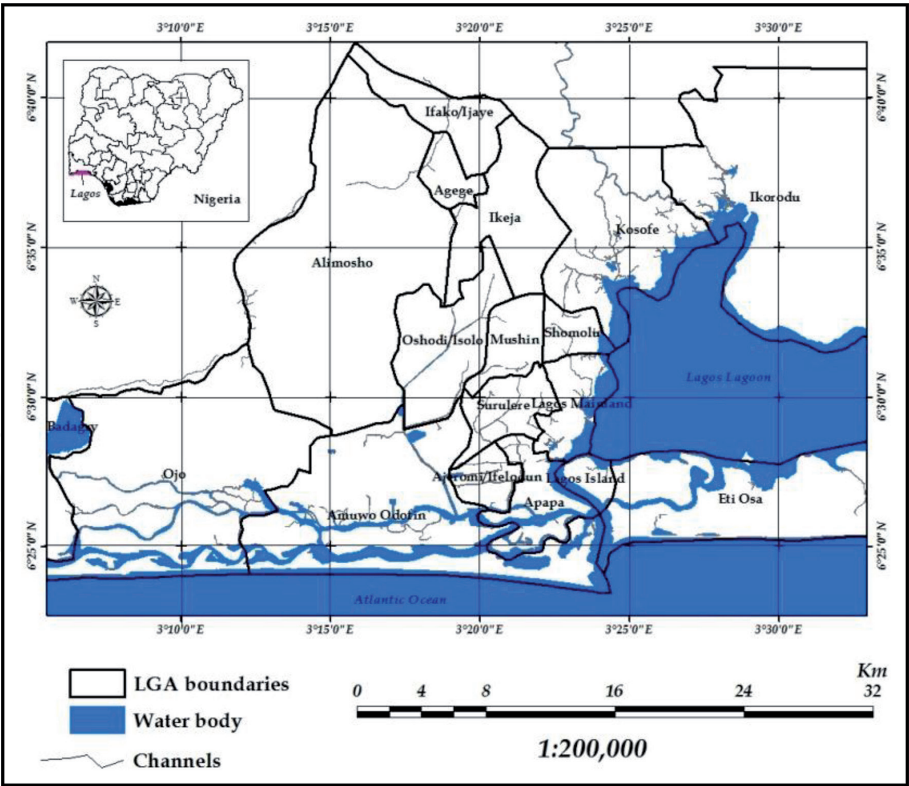 3°10'0"E 3°15'0"E 3°20'0"E 3°25'0"E 3°30'0"E
6°40'0"N
6°40'0"N
Ifako/Ijaye
Lagos
Nigeria
Agege
Ikeja
Ikorodu
Kosofe
6°35'0"N
6°35'0"N
Alimosho
N
W E
S
Oshodi/Isolo
Mushin
Shomolu
Lagos Lagoon
6°30'0"N
6°30'0"N
Surulere
Lagos Mainland
Badagry
Ojo
Ajeromi/Ifelodun
Lagos Island
Apapa
Eti Osa
Amuwo Odofin
6°25'0"N
6°25'0"N
Atlantic Ocean
3°10'0"E 3°15'0"E 3°20'0"E 3°25'0"E 3°30'0"E
LGA boundaries
Water body
Channels
Km
0 4 8 16 24 32
1:200,000